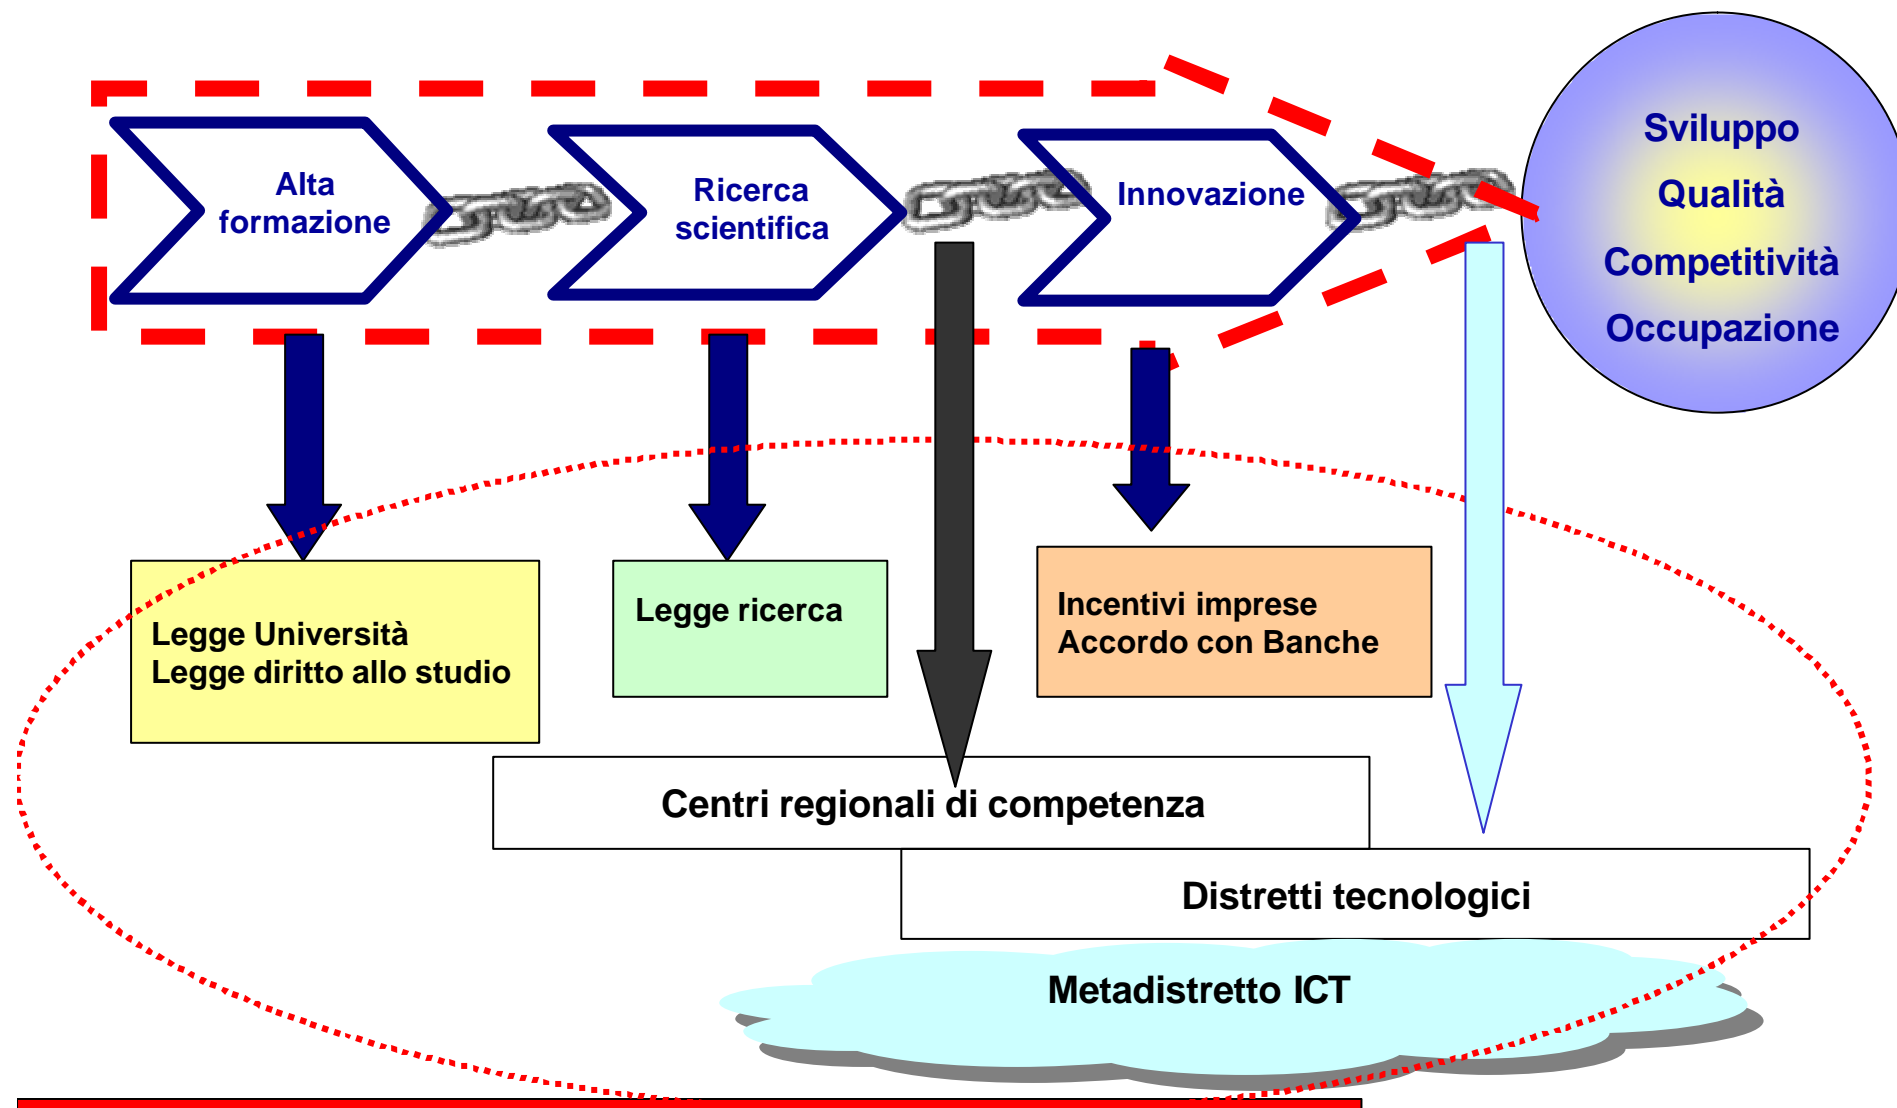 Alta
formazione
Ricerca
scientifica
Innovazione
Sviluppo
Qualità
Competitività
Occupazione
Legge Università
Legge diritto allo studio
Legge ricerca
Incentivi imprese
Accordo con Banche
Centri regionali di competenza
Distretti tecnologici
Metadistretto ICT